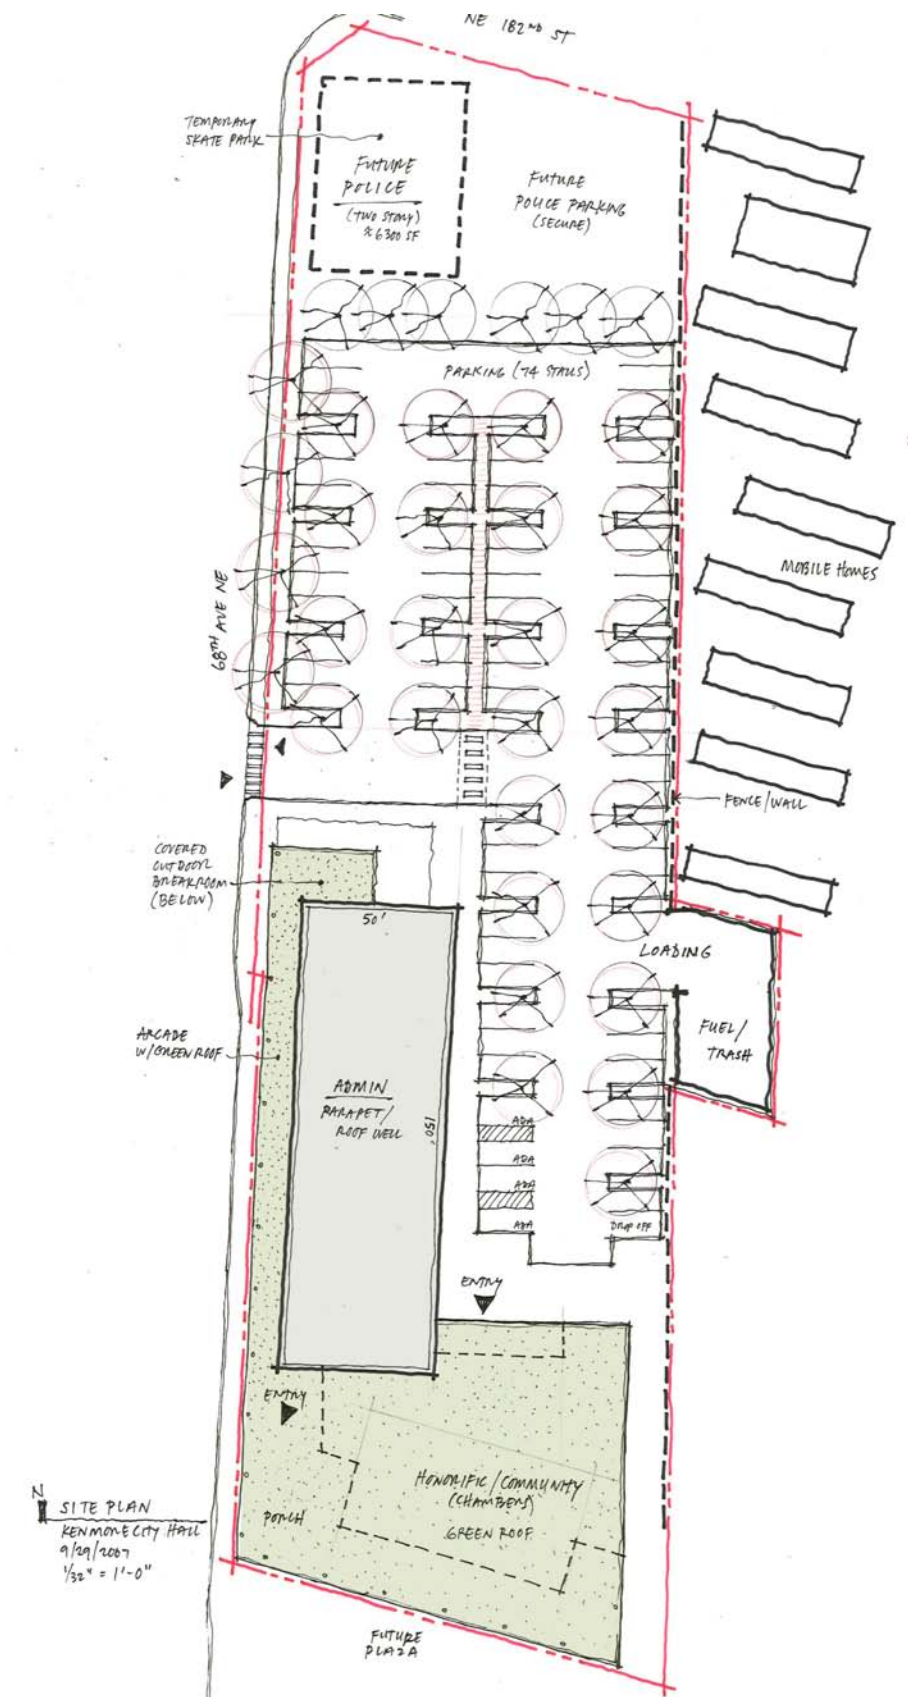 NE 182ND ST
TEMPORARY
SKATE PARK
FUTURE
POLICE
(TWO STORY)
≈6300 SF
FUTURE
POLICE PARKING
(SECURE)
PARKING (74 STALLS)
68TH AVE NE
MOBILE HOMES
FENCE/WALL
COVERED
OUTDOOR
BREAKROOM
(BELOW)
50'
LOADING
FUEL/
TRASH
ARCADE
W/GREEN ROOF
ADMIN
PARAPET/
ROOF WELL
150'
ADA
ADA
ADA
ADA
DROP OFF
ENTRY
ENTRY
HONORIFIC/COMMUNITY
(CHAMBERS)
GREEN ROOF
PORCH
N
SITE PLAN
KENMORE CITY HALL
9/29/2007
1/32" = 1'-0"
FUTURE
PLAZA